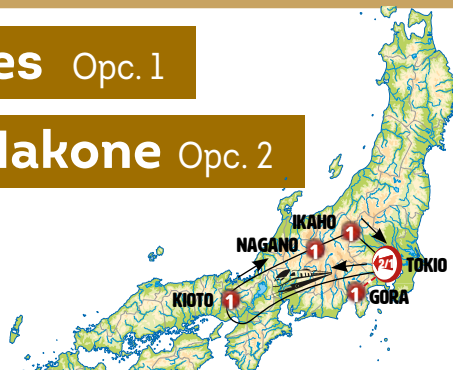 es Opc. 1
Hakone Opc. 2
IKAHO
1
NAGANO
1
2/1
TOKIO
KIOTO
1
1
GORA